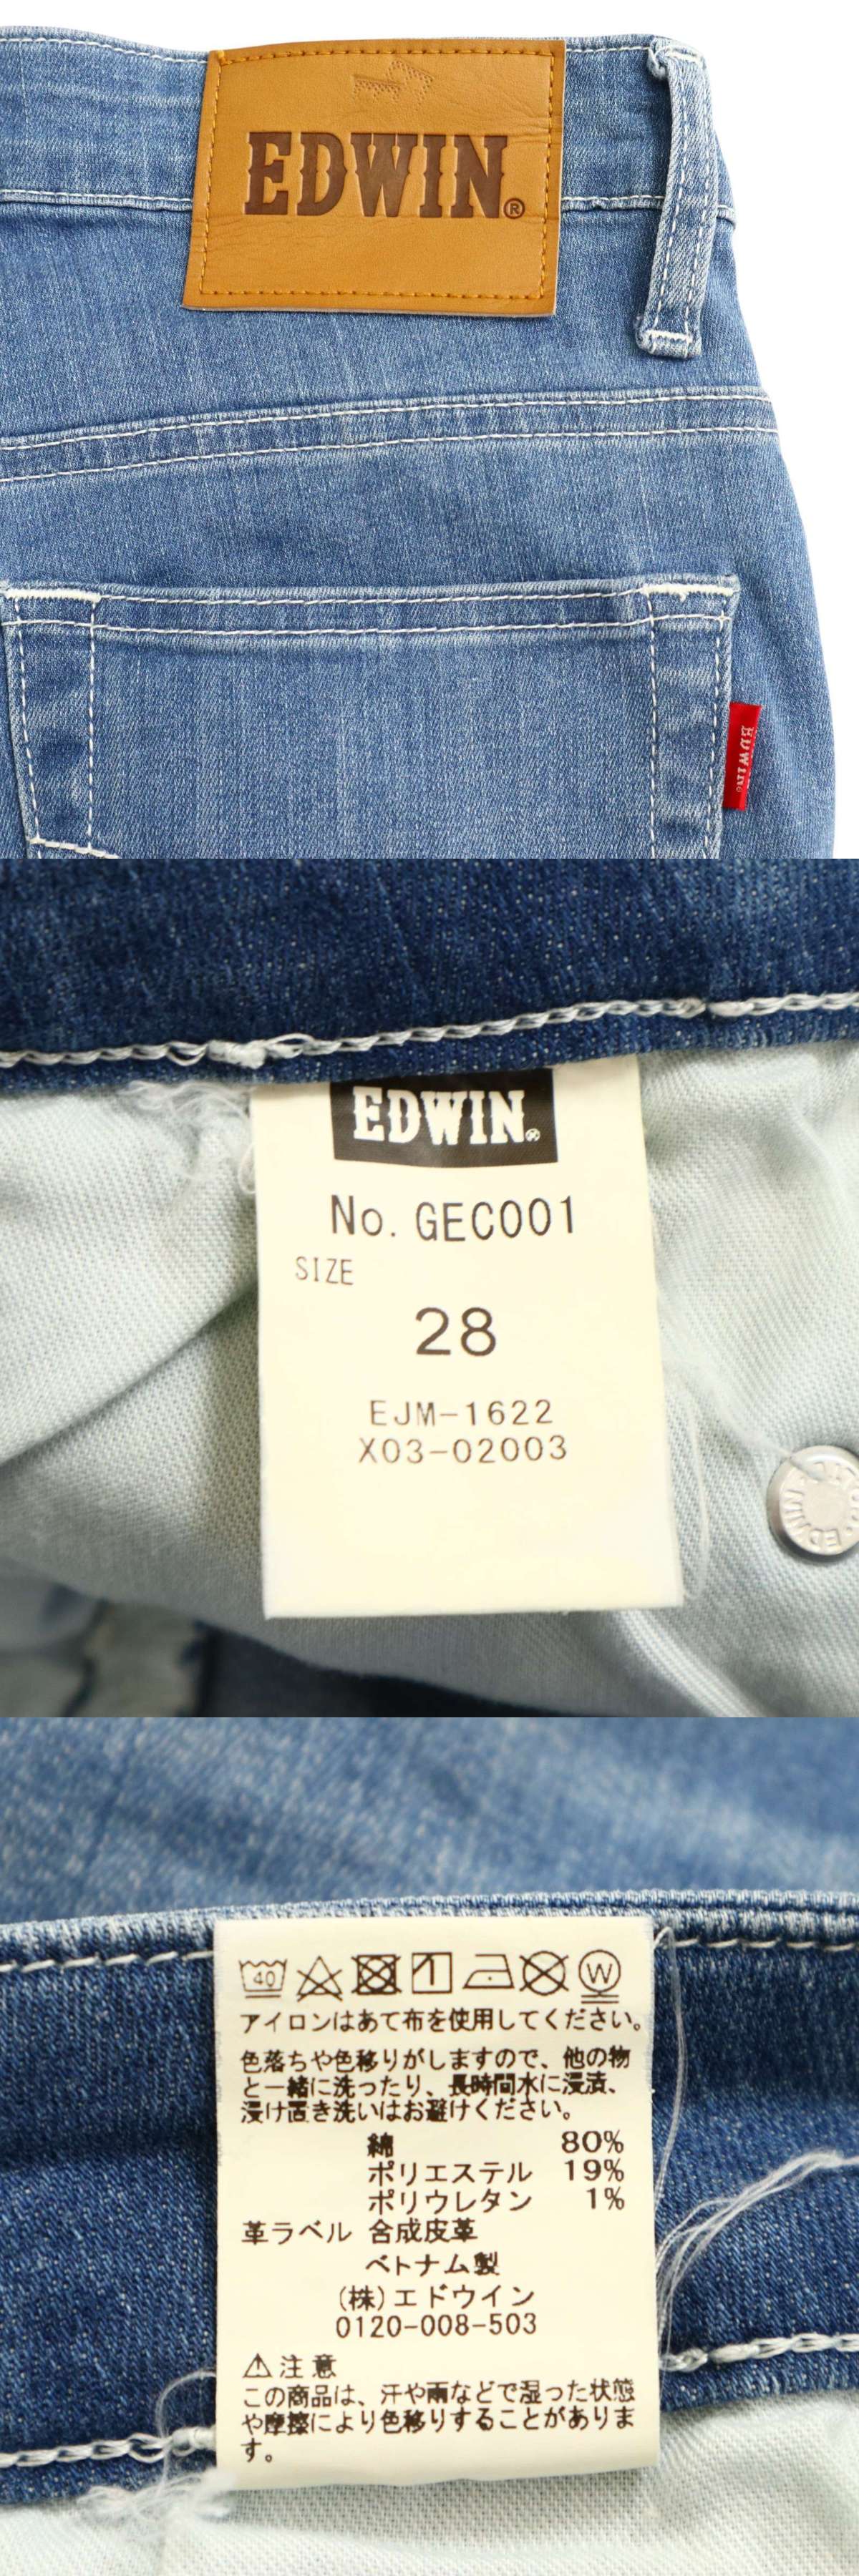 EDWIN®
EDWIN®
EDWIN®
No. GEC001
SIZE
28
EJM-1622
X03-02003
EDWIN
40
W
アイロンはあて布を使用してください。
色落ちや色移りがしますので、他の物
と一緒に洗ったり、長時間水に浸漬、
浸け置き洗いはお避けください。
綿 80%
ポリエステル 19%
ポリウレタン 1%
革ラベル 合成皮革
ベトナム製
(株)エドウイン
0120-008-503
⚠注意
この商品は、汗や雨などで湿った状態
や摩擦により色移りすることがありま
す。